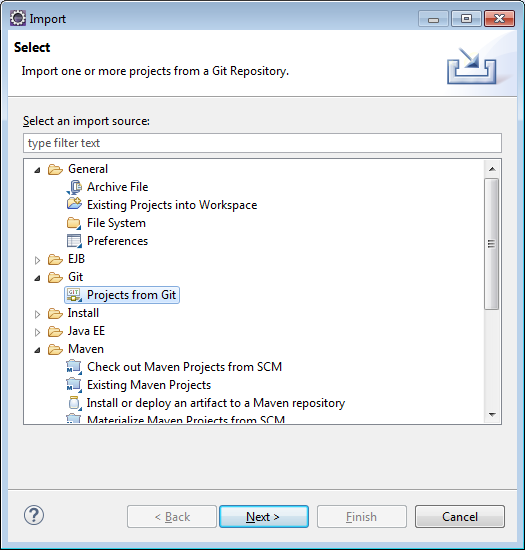 Import
Select
Import one or more projects from a Git Repository.
Select an import source:
type filter text
General
Archive File
Existing Projects into Workspace
File System
Preferences
EJB
Git
GIT Projects from Git
Install
Java EE
Maven
Check out Maven Projects from SCM
Existing Maven Projects
Install or deploy an artifact to a Maven repository
Materialize Maven Projects from SCM
? < Back Next > Finish Cancel